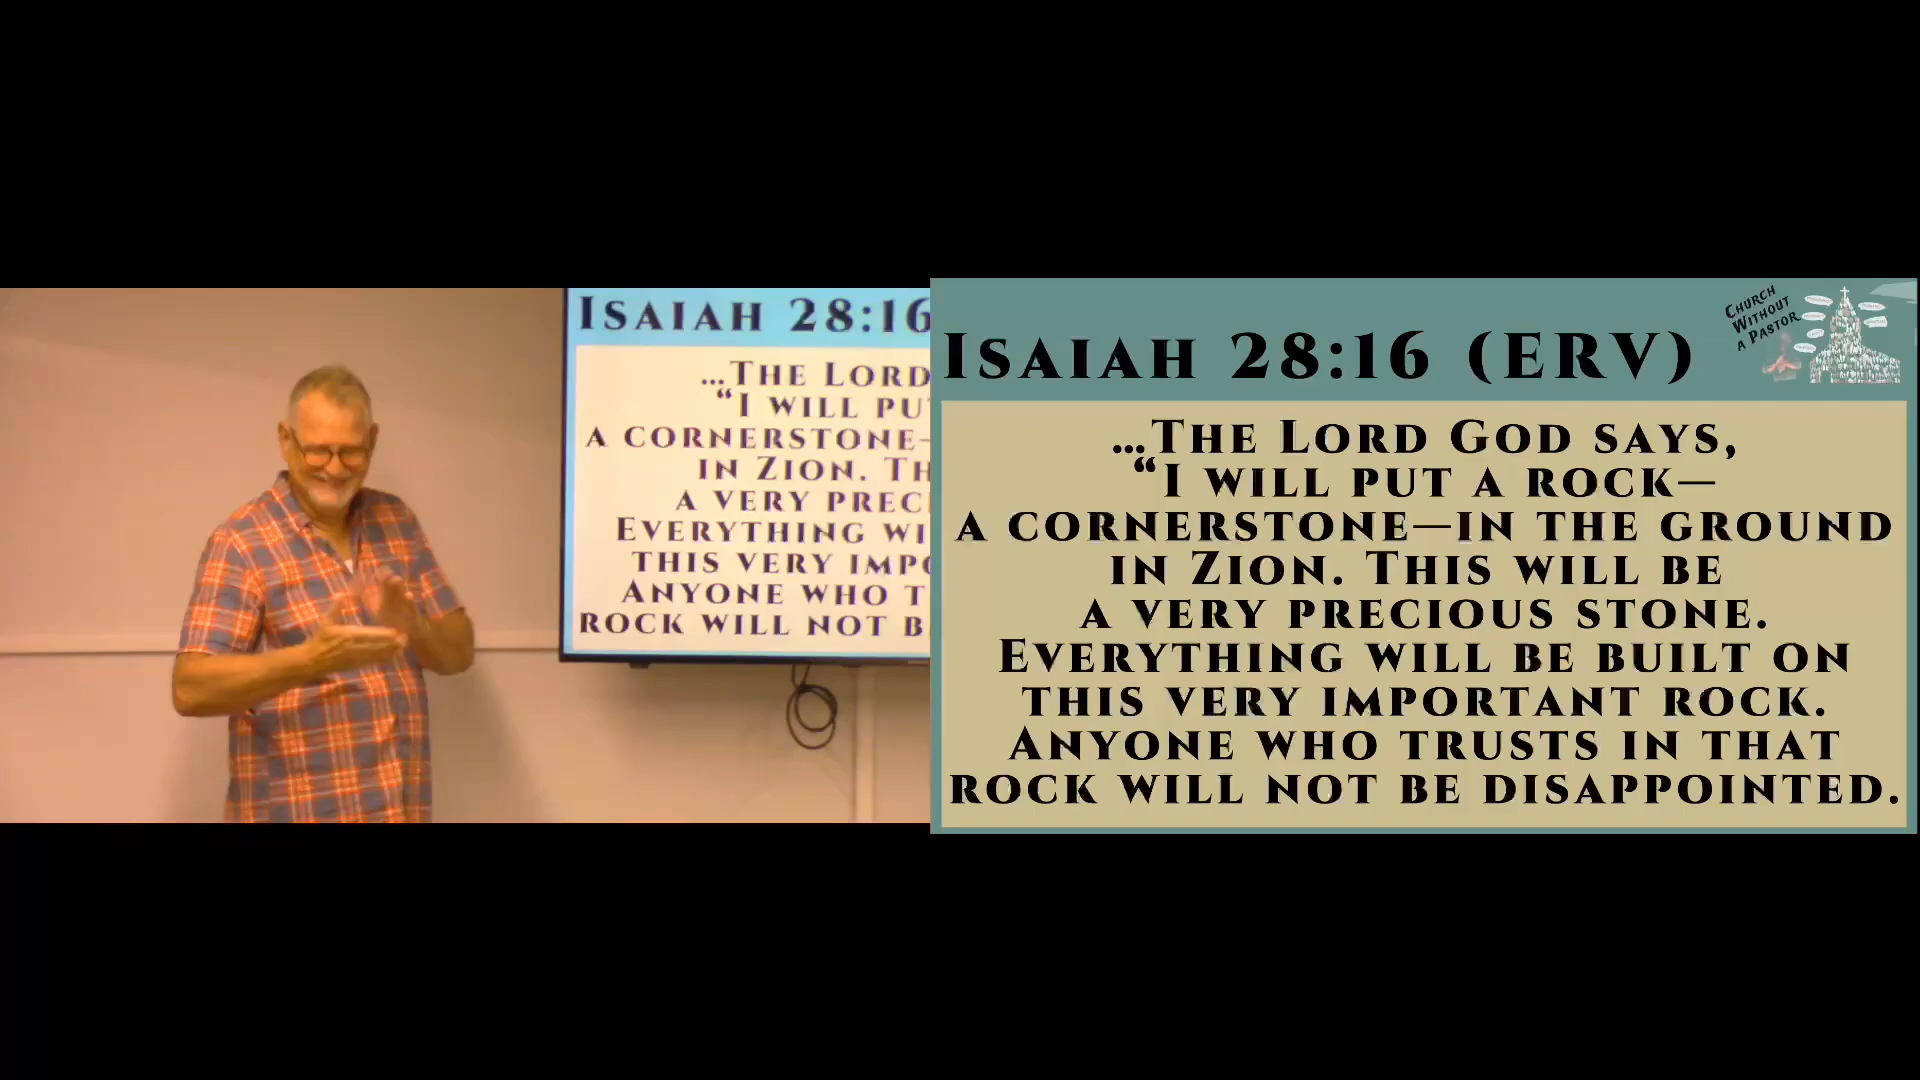 Isaiah 28:16
…The Lord
“I will pu
a cornerstone—
in Zion. Th
a very preci
Everything wi
this very impo
Anyone who t
rock will not b
Isaiah 28:16 (ERV)
Church
Without
a Pastor
…The Lord God says,
“I will put a rock—
a cornerstone—in the ground
in Zion. This will be
a very precious stone.
Everything will be built on
this very important rock.
Anyone who trusts in that
rock will not be disappointed.